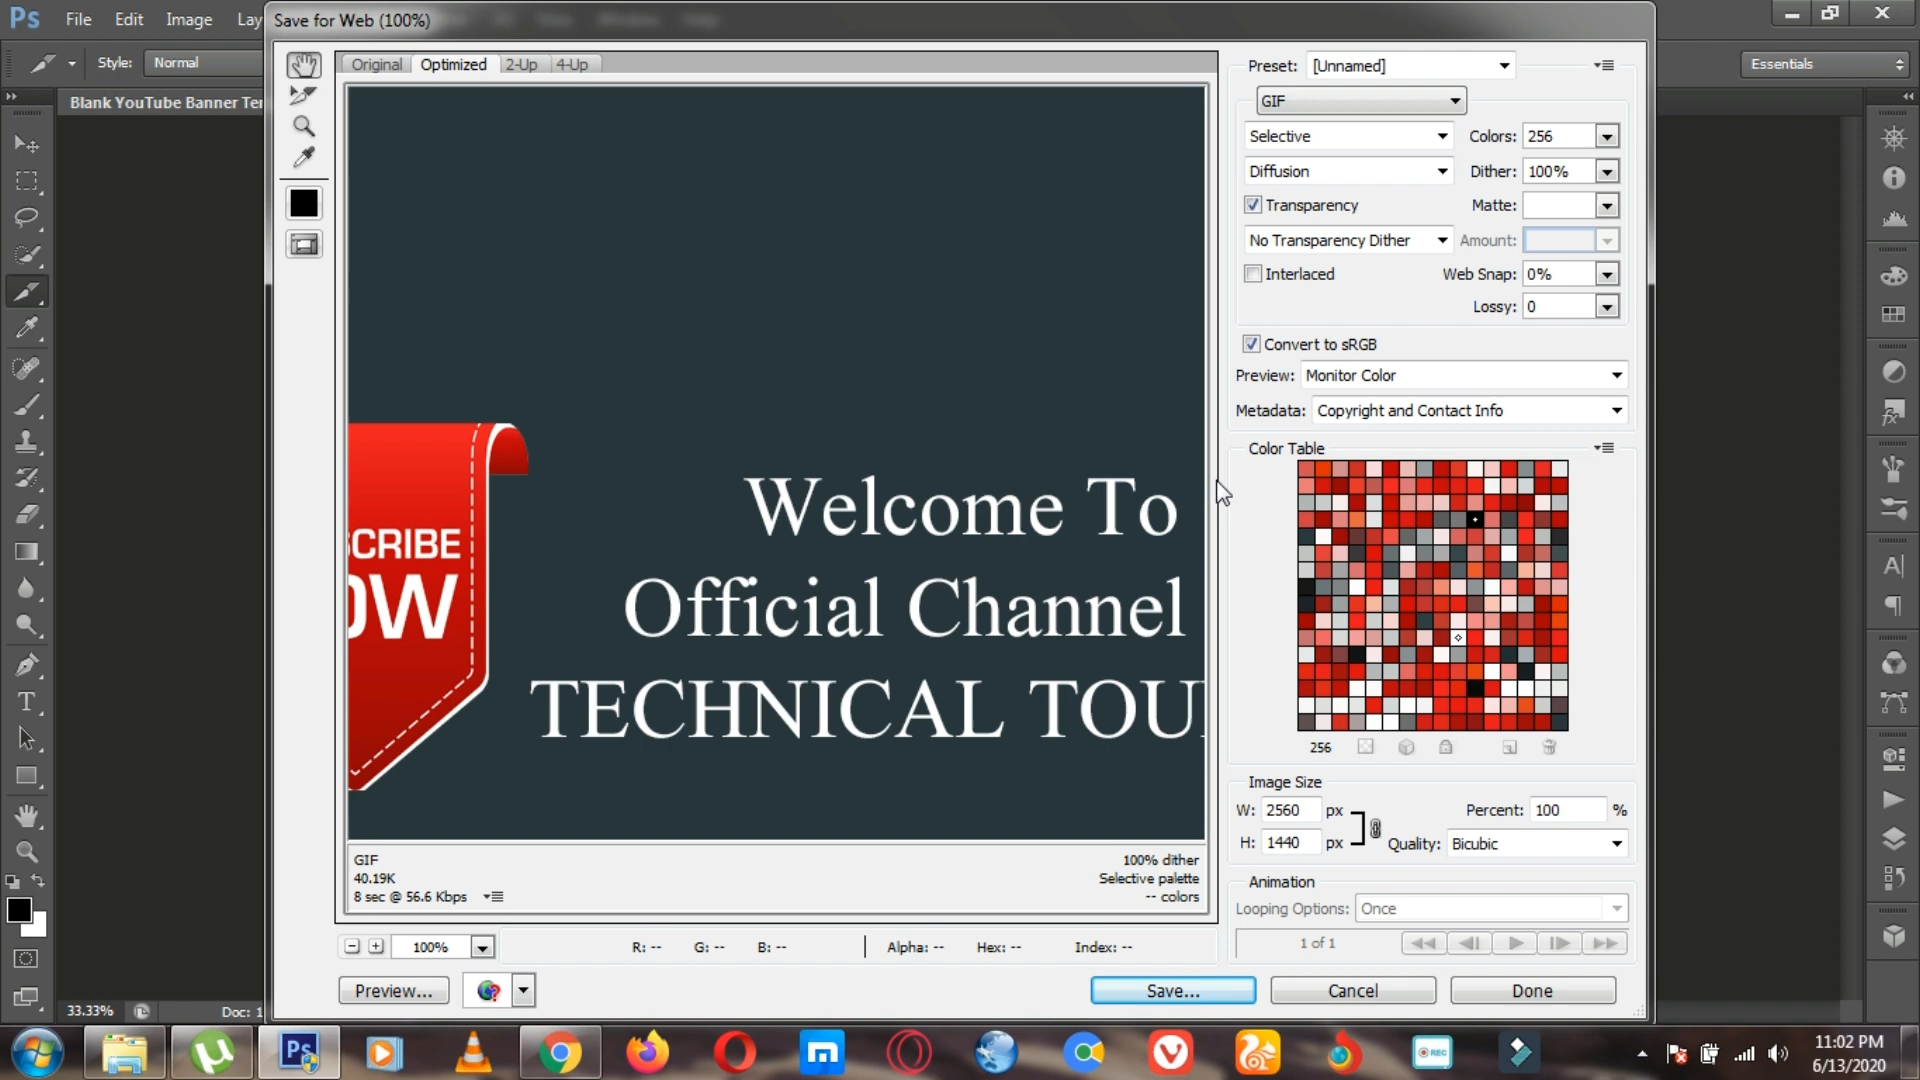 Ps File Edit Image Lay
Save for Web (100%)
Style: Normal
Essentials
Blank YouTube Banner Ter
Original Optimized 2-Up 4-Up
SCRIBE
OW
Welcome To
Official Channel
TECHNICAL TOU
GIF
40.19K
8 sec @ 56.6 Kbps
100% dither
Selective palette
-- colors
100% R: -- G: -- B: -- Alpha: -- Hex: -- Index: --
Preview... Save... Cancel Done
Preset: [Unnamed]
GIF
Selective Colors: 256
Diffusion Dither: 100%
Transparency Matte:
No Transparency Dither Amount:
Interlaced Web Snap: 0%
Lossy: 0
Convert to sRGB
Preview: Monitor Color
Metadata: Copyright and Contact Info
Color Table
256
Image Size
W: 2560 px Percent: 100 %
H: 1440 px Quality: Bicubic
Animation
Looping Options: Once
1 of 1
33.33% Doc: 1
Ps
REC
11:02 PM
6/13/2020